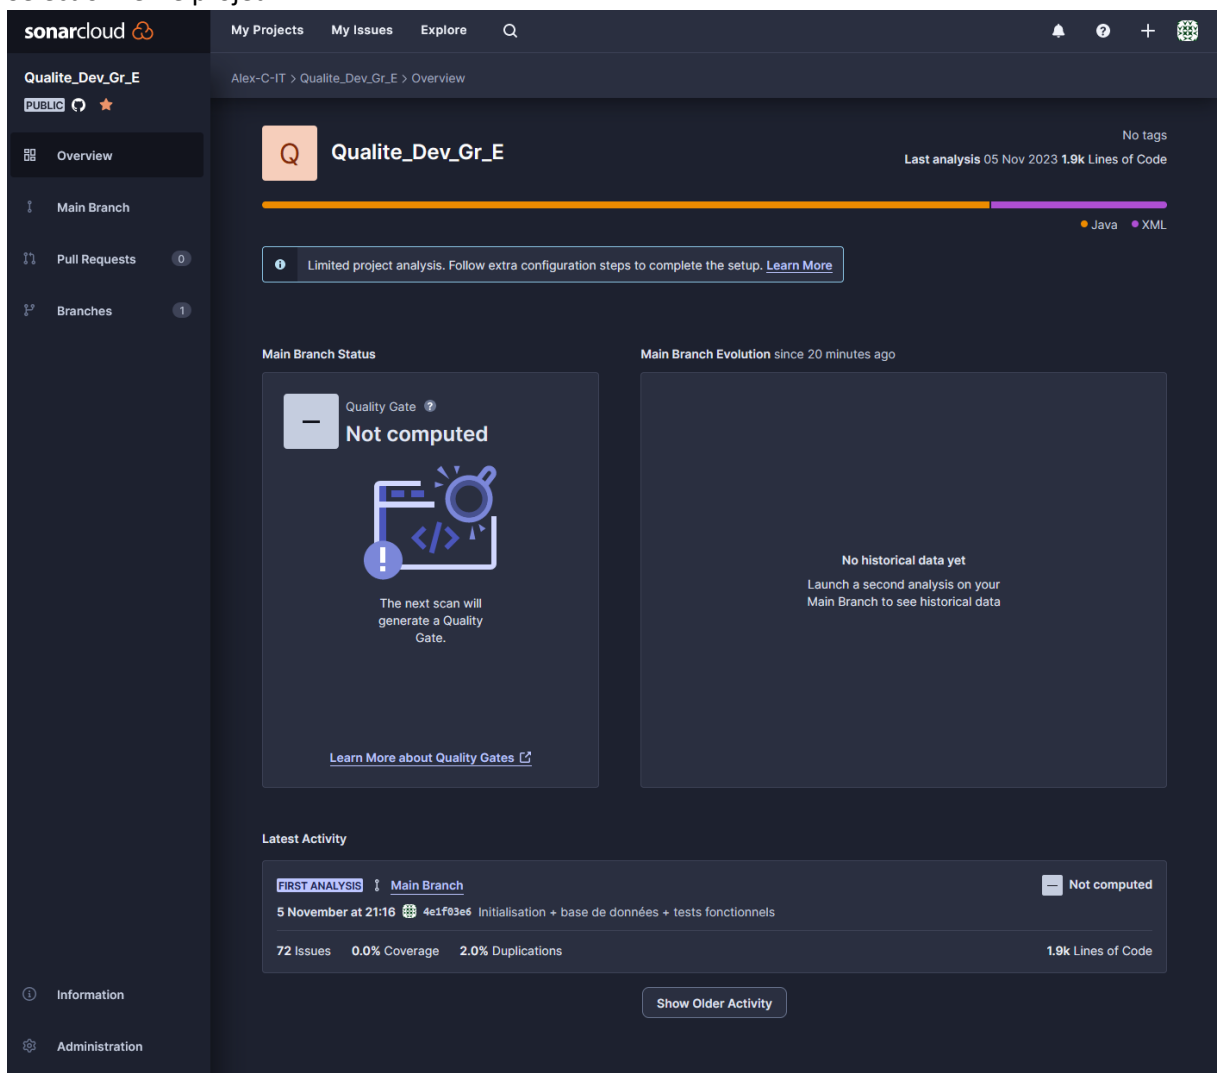 sonarcloud
My Projects My Issues Explore
Qualite_Dev_Gr_E
PUBLIC
Alex-C-IT > Qualite_Dev_Gr_E > Overview
Overview
Main Branch
Pull Requests 0
Branches 1
Q
Qualite_Dev_Gr_E
No tags
Last analysis 05 Nov 2023 1.9k Lines of Code
Java XML
Limited project analysis. Follow extra configuration steps to complete the setup. Learn More
Main Branch Status
Quality Gate ?
Not computed
The next scan will
generate a Quality
Gate.
Learn More about Quality Gates
Main Branch Evolution since 20 minutes ago
No historical data yet
Launch a second analysis on your
Main Branch to see historical data
Latest Activity
FIRST ANALYSIS Main Branch
Not computed
5 November at 21:16 4e1f03e6 Initialisation + base de données + tests fonctionnels
72 Issues 0.0% Coverage 2.0% Duplications
1.9k Lines of Code
Show Older Activity
Information
Administration